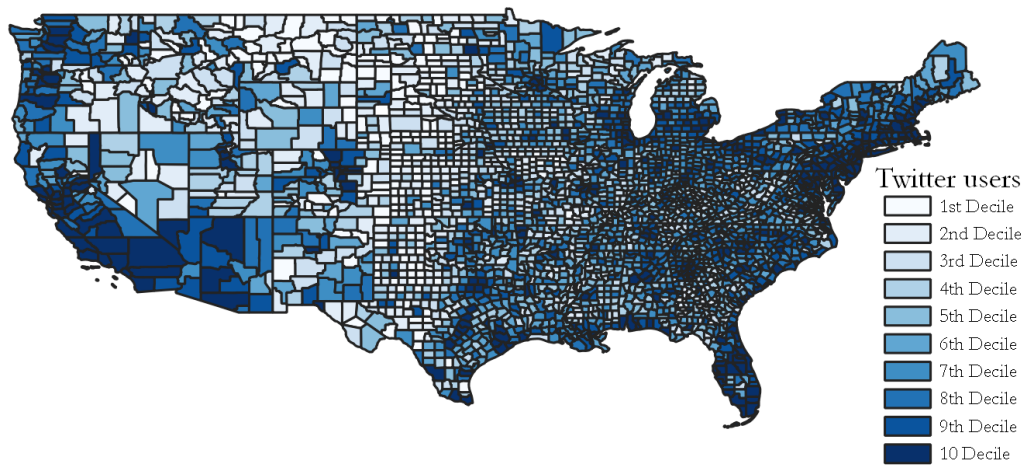 Twitter users
1st Decile
2nd Decile
3rd Decile
4th Decile
5th Decile
6th Decile
7th Decile
8th Decile
9th Decile
10 Decile